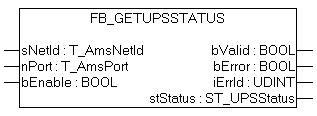 FB_GETUPSSTATUS
sNetId : T_AmsNetId bValid : BOOL
nPort : T_AmsPort bError : BOOL
bEnable : BOOL iErrId : UDINT
stStatus : ST_UPSStatus